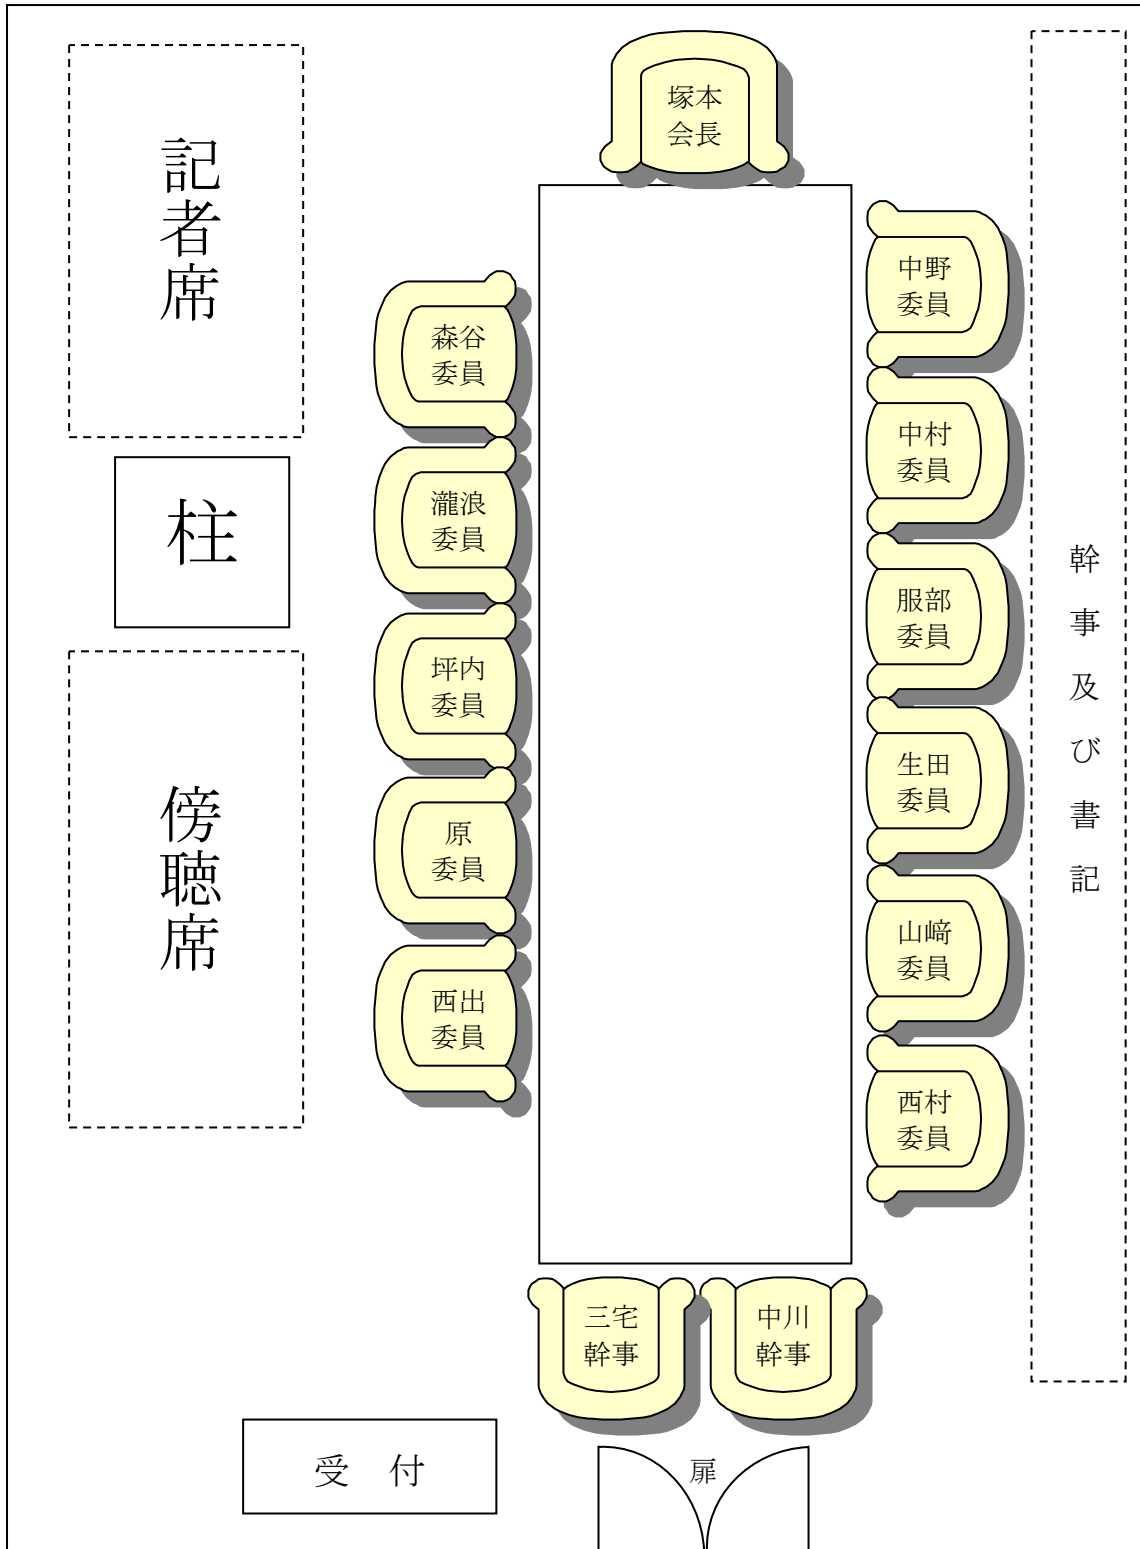 塚本
会長
記者席
柱
傍聴席
森谷
委員
瀧浪
委員
坪内
委員
原
委員
西出
委員
中野
委員
中村
委員
服部
委員
生田
委員
山﨑
委員
西村
委員
幹事及び書記
三宅
幹事
中川
幹事
受 付
扉